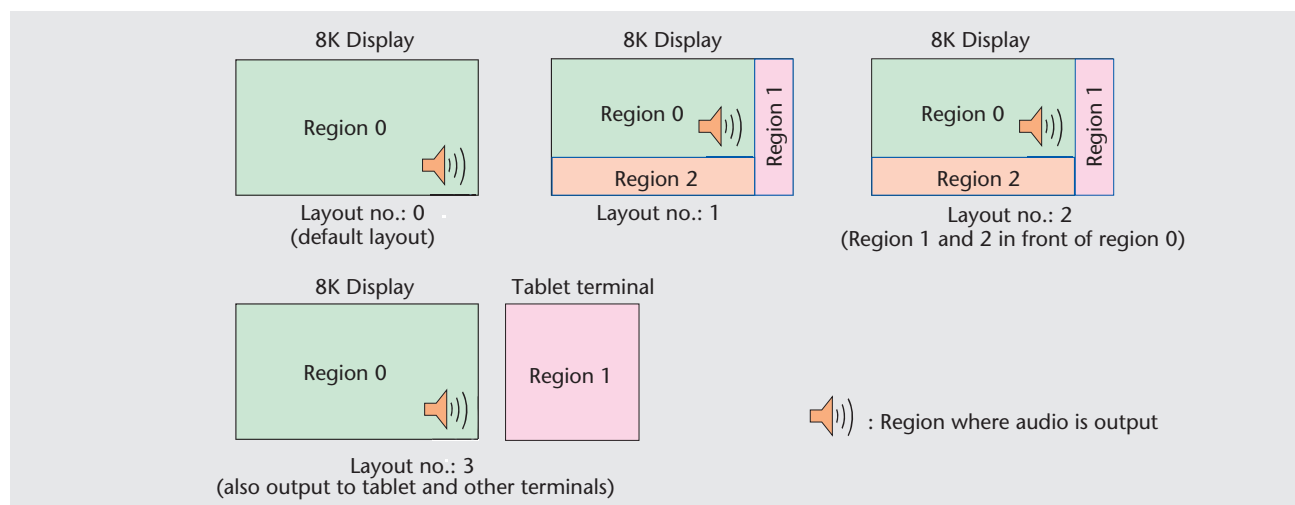 8K Display
Region 0
Layout no.: 0
(default layout)
8K Display
Region 0
Region 1
Region 2
Layout no.: 1
8K Display
Region 0
Region 1
Region 2
Layout no.: 2
(Region 1 and 2 in front of region 0)
8K Display
Region 0
Tablet terminal
Region 1
Layout no.: 3
(also output to tablet and other terminals)
: Region where audio is output